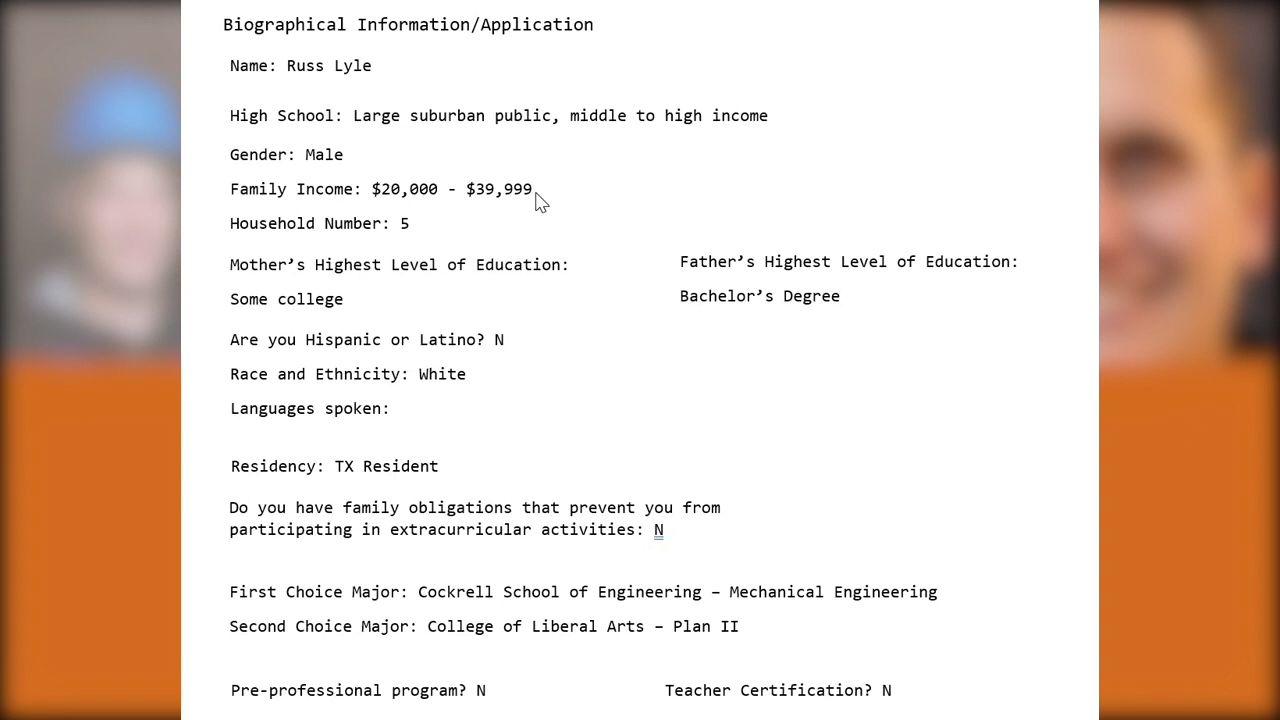 Biographical Information/Application
Name: Russ Lyle
High School: Large suburban public, middle to high income
Gender: Male
Family Income: $20,000 - $39,999
Household Number: 5
Mother’s Highest Level of Education:
Father’s Highest Level of Education:
Some college
Bachelor’s Degree
Are you Hispanic or Latino? N
Race and Ethnicity: White
Languages spoken:
Residency: TX Resident
Do you have family obligations that prevent you from
participating in extracurricular activities: N
First Choice Major: Cockrell School of Engineering – Mechanical Engineering
Second Choice Major: College of Liberal Arts – Plan II
Pre-professional program? N
Teacher Certification? N